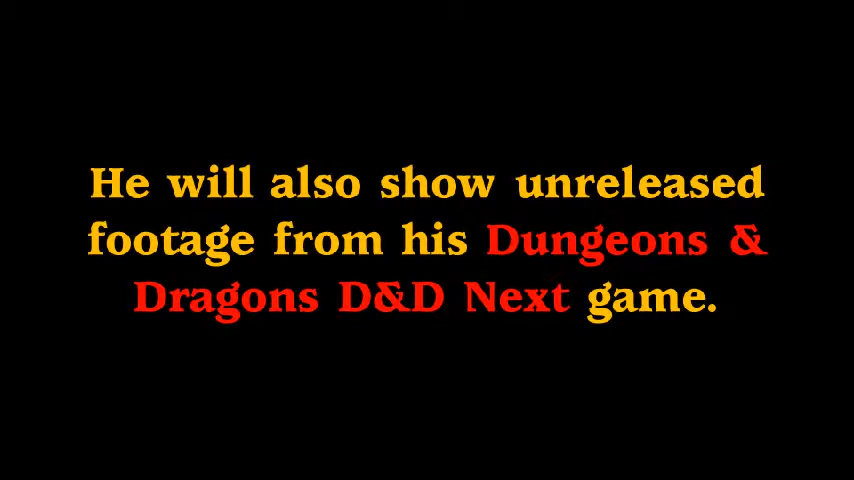 He will also show unreleased
footage from his Dungeons &
Dragons D&D Next game.